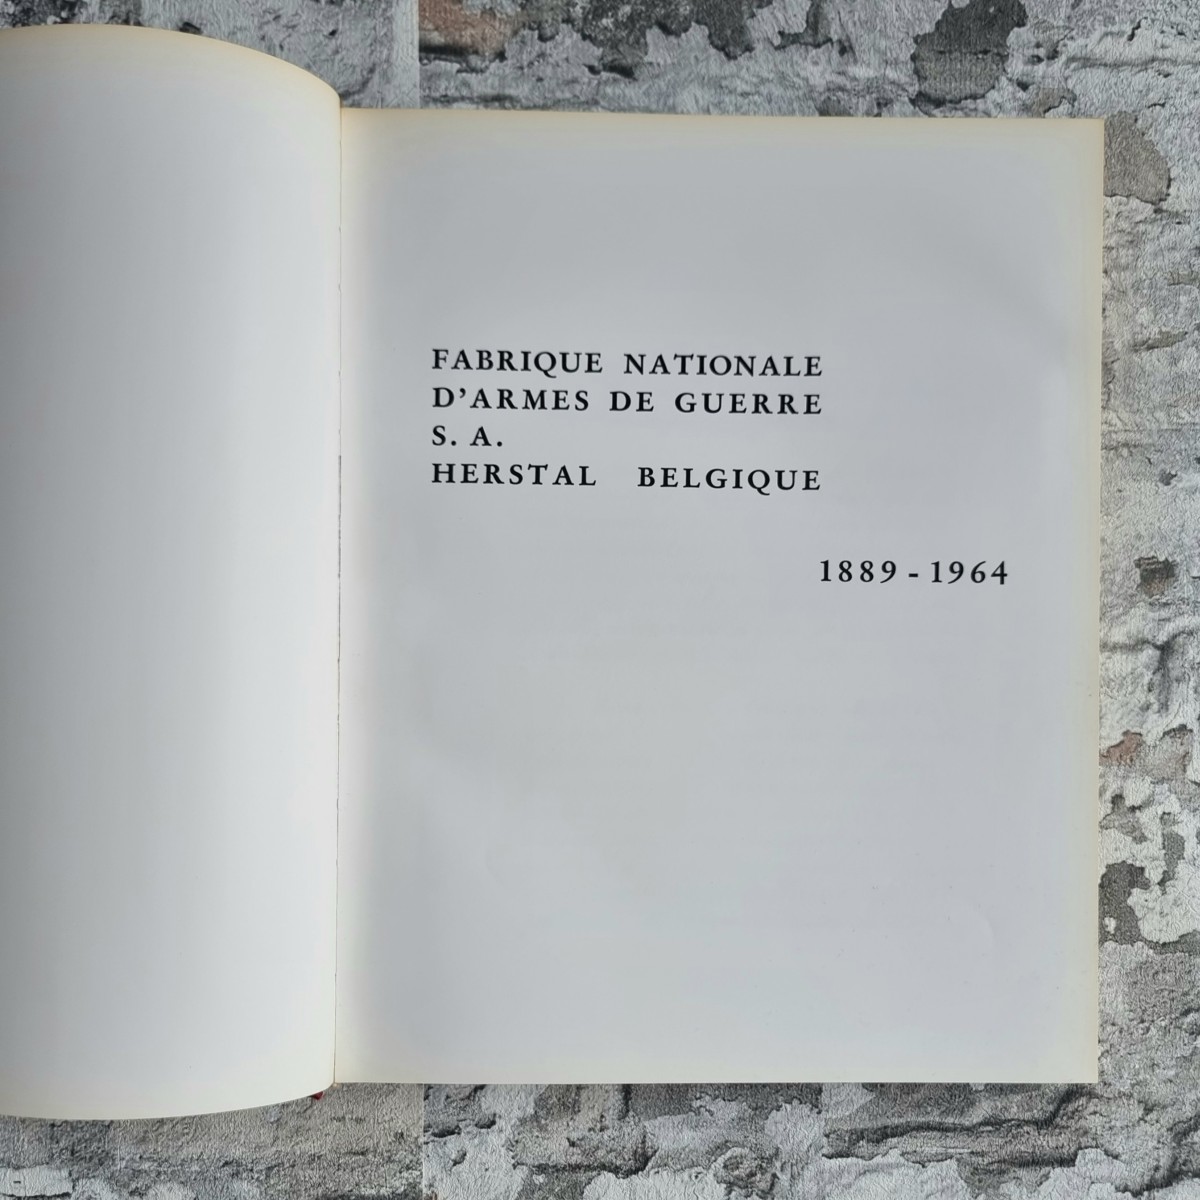 FABRIQUE NATIONALE
D'ARMES DE GUERRE
S. A.
HERSTAL BELGIQUE
1889 - 1964